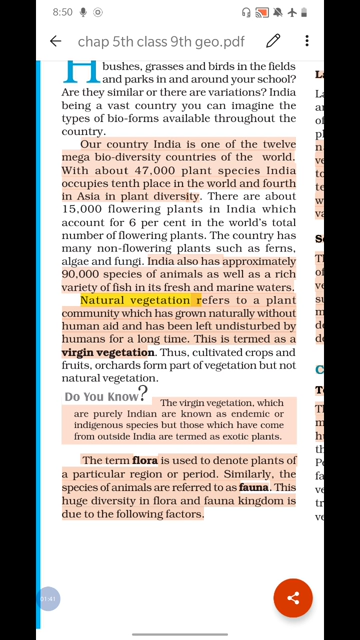 8:50
chap 5th class 9th geo.pdf
H bushes, grasses and birds in the fields
and parks in and around your school?
Are they similar or there are variations? India
being a vast country you can imagine the
types of bio-forms available throughout the
country.
Our country India is one of the twelve
mega bio-diversity countries of the world.
With about 47,000 plant species India
occupies tenth place in the world and fourth
in Asia in plant diversity. There are about
15,000 flowering plants in India which
account for 6 per cent in the world's total
number of flowering plants. The country has
many non-flowering plants such as ferns,
algae and fungi. India also has approximately
90,000 species of animals as well as a rich
variety of fish in its fresh and marine waters.
Natural vegetation refers to a plant
community which has grown naturally without
human aid and has been left undisturbed by
humans for a long time. This is termed as a
virgin vegetation. Thus, cultivated crops and
fruits, orchards form part of vegetation but not
natural vegetation.
Do You Know?
The virgin vegetation, which
are purely Indian are known as endemic or
indigenous species but those which have
come from outside India are termed as exotic plants.
The term flora is used to denote plants of
a particular region or period. Similarly, the
species of animals are referred to as fauna. This
huge diversity in flora and fauna kingdom is
due to the following factors.
01:41